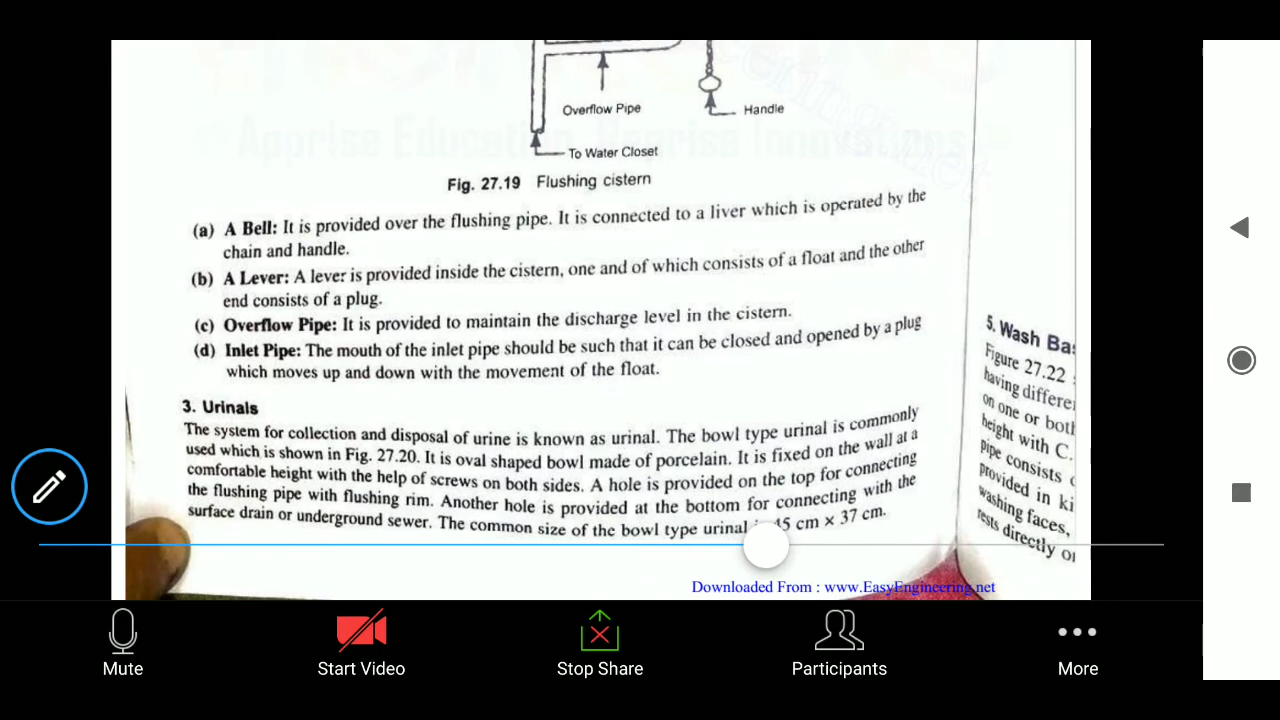 Overflow Pipe
Handle
Apprise Education, Reprise Innovations
To Water Closet
Fig. 27.19 Flushing cistern
(a) A Bell: It is provided over the flushing pipe. It is connected to a liver which is operated by the
chain and handle.
(b) A Lever: A lever is provided inside the cistern, one and of which consists of a float and the other
end consists of a plug.
(c) Overflow Pipe: It is provided to maintain the discharge level in the cistern.
(d) Inlet Pipe: The mouth of the inlet pipe should be such that it can be closed and opened by a plug
which moves up and down with the movement of the float.
3. Urinals
The system for collection and disposal of urine is known as urinal. The bowl type urinal is commonly
used which is shown in Fig. 27.20. It is oval shaped bowl made of porcelain. It is fixed on the wall at a
comfortable height with the help of screws on both sides. A hole is provided on the top for connecting
the flushing pipe with flushing rim. Another hole is provided at the bottom for connecting with the
surface drain or underground sewer. The common size of the bowl type urinal 45 cm × 37 cm.
5. Wash
Figure 27.22
having
on one or
height with C.
pipe consists
provided in
washing faces,
rests directly
Downloaded From : www.EasyEngineering.net
Mute
Start Video
Stop Share
Participants
More